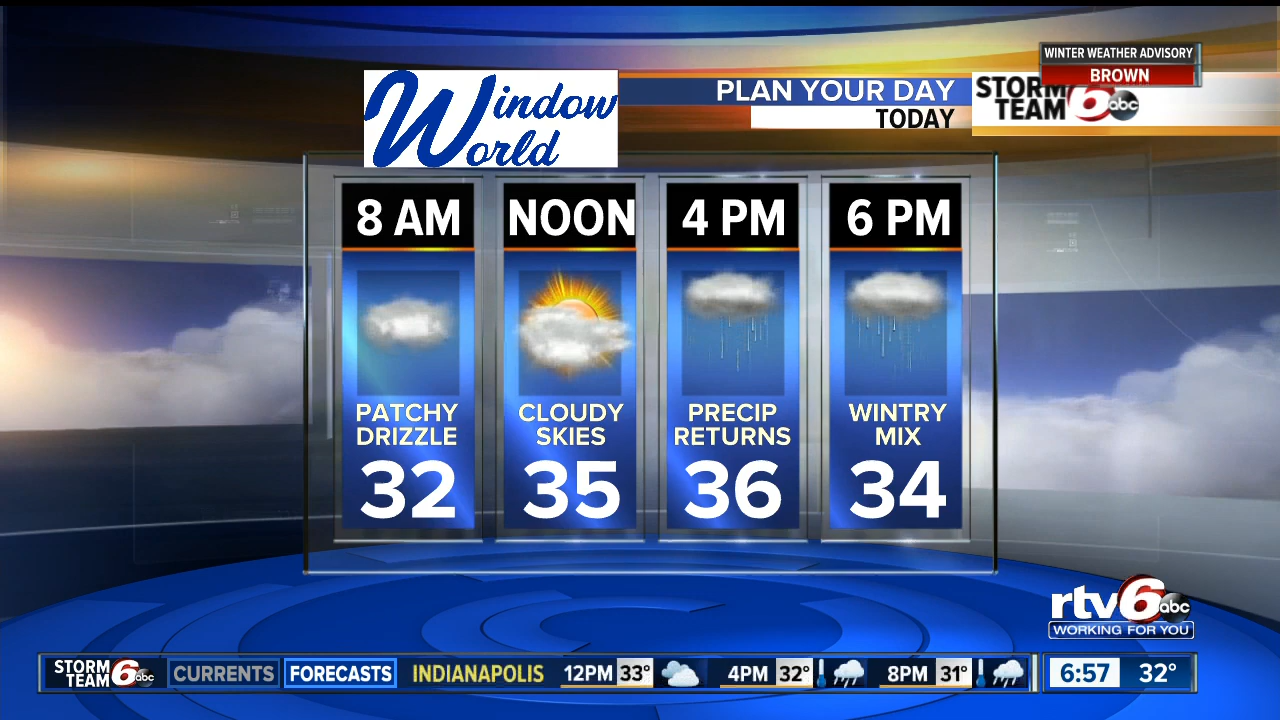 WINTER WEATHER ADVISORY
BROWN
Window World
PLAN YOUR DAY
TODAY
STORM TEAM 6 abc
8 AM
PATCHY
DRIZZLE
32
NOON
CLOUDY
SKIES
35
4 PM
PRECIP
RETURNS
36
6 PM
WINTRY
MIX
34
rtv6 abc
WORKING FOR YOU
STORM TEAM 6 abc CURRENTS FORECASTS INDIANAPOLIS 12PM 33° 4PM 32° 8PM 31° 6:57 32°